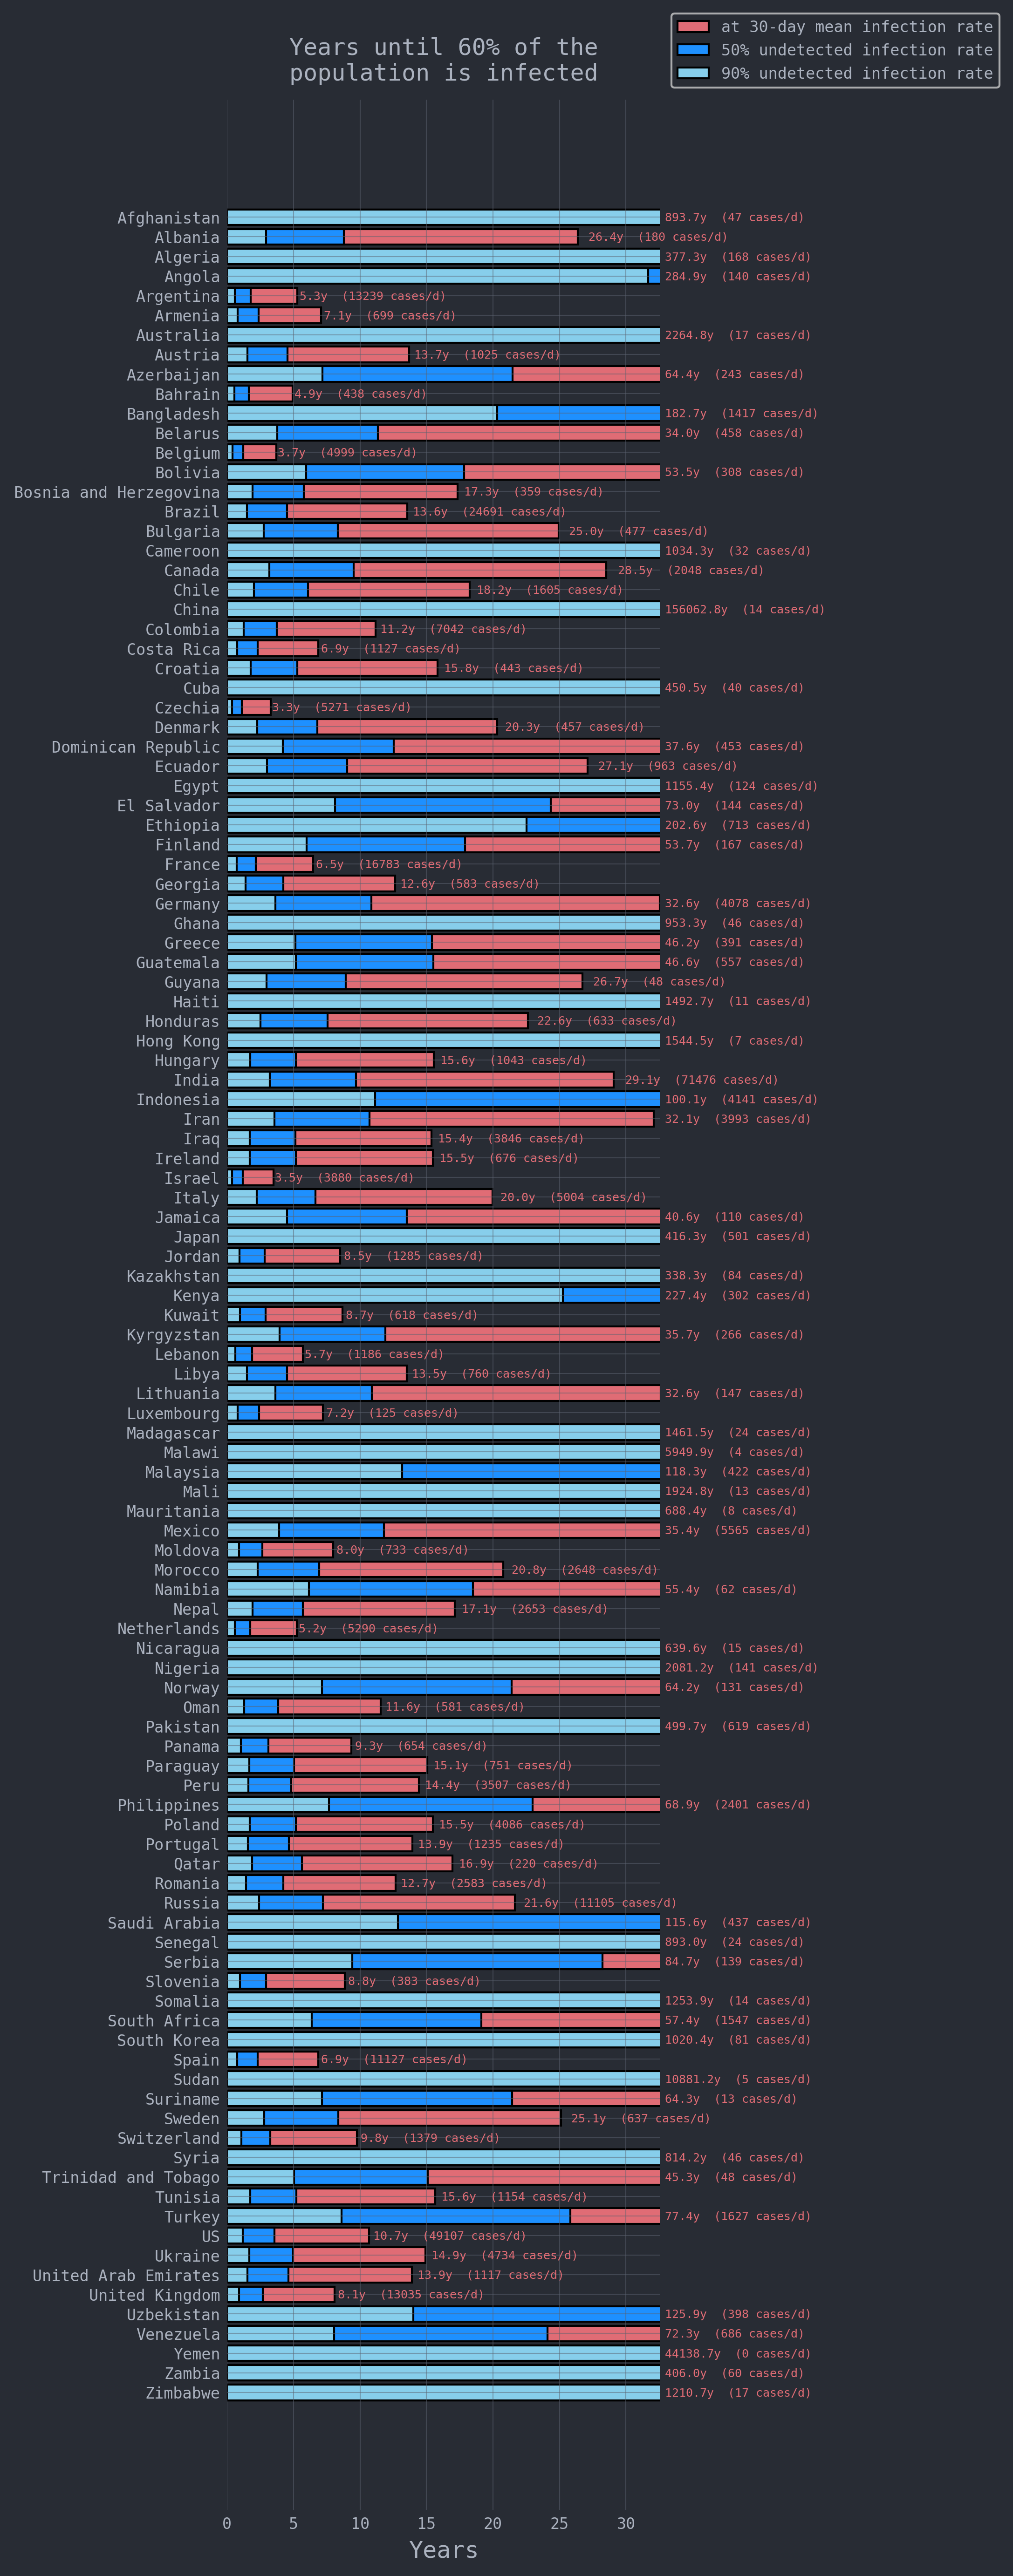 at 30-day mean infection rate
50% undetected infection rate
90% undetected infection rate
Years until 60% of the
population is infected
Afghanistan 893.7y (47 cases/d)
Albania 26.4y (180 cases/d)
Algeria 377.3y (168 cases/d)
Angola 284.9y (140 cases/d)
Argentina 5.3y (13239 cases/d)
Armenia 7.1y (699 cases/d)
Australia 2264.8y (17 cases/d)
Austria 13.7y (1025 cases/d)
Azerbaijan 64.4y (243 cases/d)
Bahrain 4.9y (438 cases/d)
Bangladesh 182.7y (1417 cases/d)
Belarus 34.0y (458 cases/d)
Belgium 3.7y (4999 cases/d)
Bolivia 53.5y (308 cases/d)
Bosnia and Herzegovina 17.3y (359 cases/d)
Brazil 13.6y (24691 cases/d)
Bulgaria 25.0y (477 cases/d)
Cameroon 1034.3y (32 cases/d)
Canada 28.5y (2048 cases/d)
Chile 18.2y (1605 cases/d)
China 156062.8y (14 cases/d)
Colombia 11.2y (7042 cases/d)
Costa Rica 6.9y (1127 cases/d)
Croatia 15.8y (443 cases/d)
Cuba 450.5y (40 cases/d)
Czechia 3.3y (5271 cases/d)
Denmark 20.3y (457 cases/d)
Dominican Republic 37.6y (453 cases/d)
Ecuador 27.1y (963 cases/d)
Egypt 1155.4y (124 cases/d)
El Salvador 73.0y (144 cases/d)
Ethiopia 202.6y (713 cases/d)
Finland 53.7y (167 cases/d)
France 6.5y (16783 cases/d)
Georgia 12.6y (583 cases/d)
Germany 32.6y (4078 cases/d)
Ghana 953.3y (46 cases/d)
Greece 46.2y (391 cases/d)
Guatemala 46.6y (557 cases/d)
Guyana 26.7y (48 cases/d)
Haiti 1492.7y (11 cases/d)
Honduras 22.6y (633 cases/d)
Hong Kong 1544.5y (7 cases/d)
Hungary 15.6y (1043 cases/d)
India 29.1y (71476 cases/d)
Indonesia 100.1y (4141 cases/d)
Iran 32.1y (3993 cases/d)
Iraq 15.4y (3846 cases/d)
Ireland 15.5y (676 cases/d)
Israel 3.5y (3880 cases/d)
Italy 20.0y (5004 cases/d)
Jamaica 40.6y (110 cases/d)
Japan 416.3y (501 cases/d)
Jordan 8.5y (1285 cases/d)
Kazakhstan 338.3y (84 cases/d)
Kenya 227.4y (302 cases/d)
Kuwait 8.7y (618 cases/d)
Kyrgyzstan 35.7y (266 cases/d)
Lebanon 5.7y (1186 cases/d)
Libya 13.5y (760 cases/d)
Lithuania 32.6y (147 cases/d)
Luxembourg 7.2y (125 cases/d)
Madagascar 1461.5y (24 cases/d)
Malawi 5949.9y (4 cases/d)
Malaysia 118.3y (422 cases/d)
Mali 1924.8y (13 cases/d)
Mauritania 688.4y (8 cases/d)
Mexico 35.4y (5565 cases/d)
Moldova 8.0y (733 cases/d)
Morocco 20.8y (2648 cases/d)
Namibia 55.4y (62 cases/d)
Nepal 17.1y (2653 cases/d)
Netherlands 5.2y (5290 cases/d)
Nicaragua 639.6y (15 cases/d)
Nigeria 2081.2y (141 cases/d)
Norway 64.2y (131 cases/d)
Oman 11.6y (581 cases/d)
Pakistan 499.7y (619 cases/d)
Panama 9.3y (654 cases/d)
Paraguay 15.1y (751 cases/d)
Peru 14.4y (3507 cases/d)
Philippines 68.9y (2401 cases/d)
Poland 15.5y (4086 cases/d)
Portugal 13.9y (1235 cases/d)
Qatar 16.9y (220 cases/d)
Romania 12.7y (2583 cases/d)
Russia 21.6y (11105 cases/d)
Saudi Arabia 115.6y (437 cases/d)
Senegal 893.0y (24 cases/d)
Serbia 84.7y (139 cases/d)
Slovenia 8.8y (383 cases/d)
Somalia 1253.9y (14 cases/d)
South Africa 57.4y (1547 cases/d)
South Korea 1020.4y (81 cases/d)
Spain 6.9y (11127 cases/d)
Sudan 10881.2y (5 cases/d)
Suriname 64.3y (13 cases/d)
Sweden 25.1y (637 cases/d)
Switzerland 9.8y (1379 cases/d)
Syria 814.2y (46 cases/d)
Trinidad and Tobago 45.3y (48 cases/d)
Tunisia 15.6y (1154 cases/d)
Turkey 77.4y (1627 cases/d)
US 10.7y (49107 cases/d)
Ukraine 14.9y (4734 cases/d)
United Arab Emirates 13.9y (1117 cases/d)
United Kingdom 8.1y (13035 cases/d)
Uzbekistan 125.9y (398 cases/d)
Venezuela 72.3y (686 cases/d)
Yemen 44138.7y (0 cases/d)
Zambia 406.0y (60 cases/d)
Zimbabwe 1210.7y (17 cases/d)
0 5 10 15 20 25 30
Years